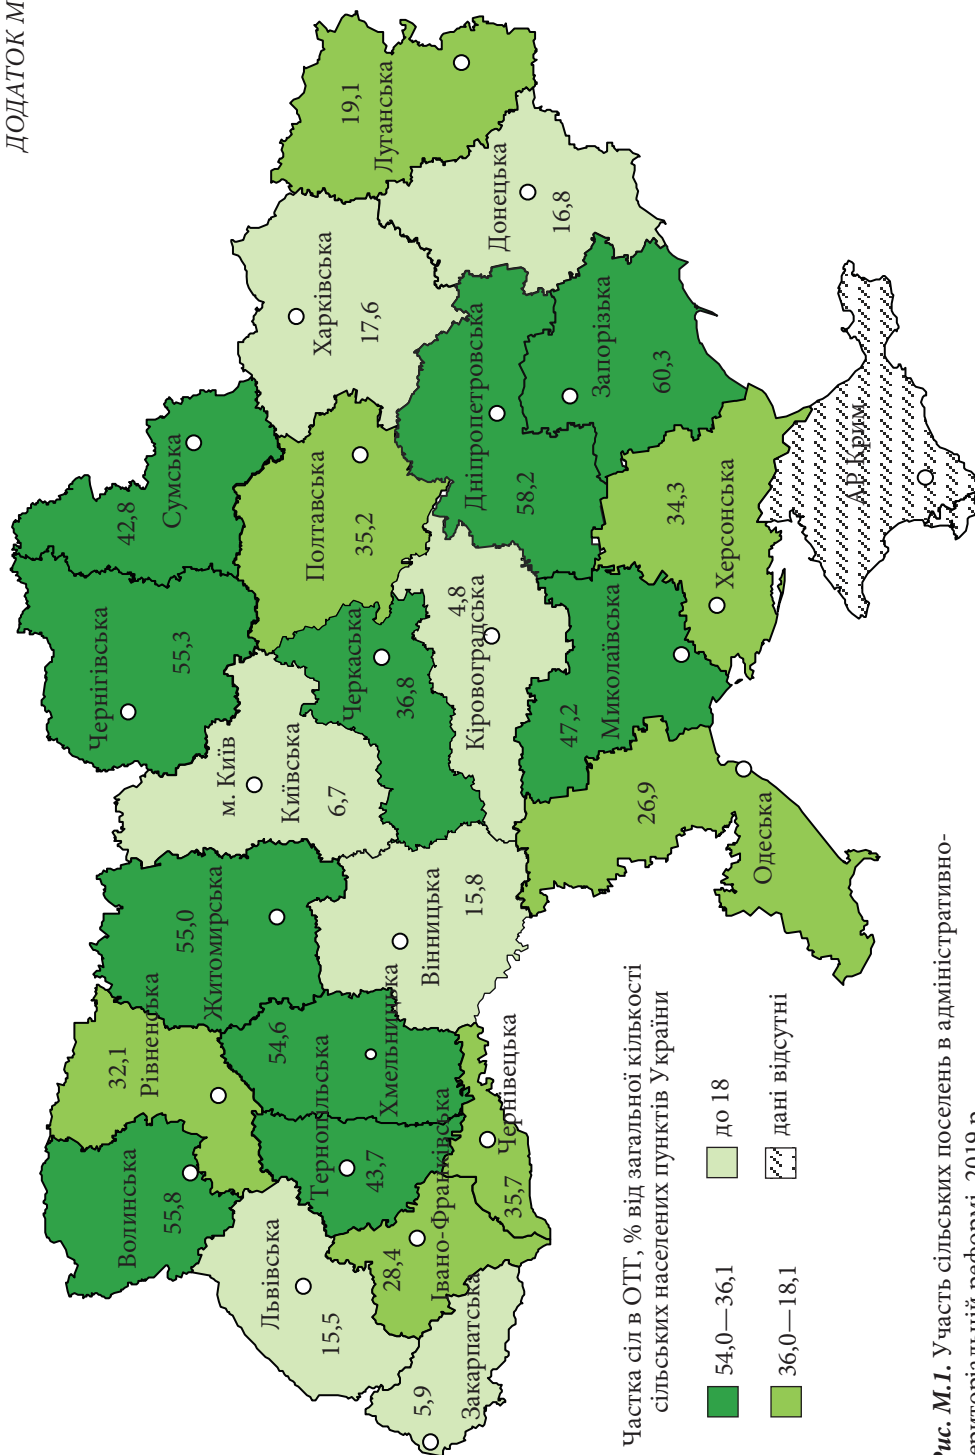 ДОДАТОК М
Волинська
55,8
32,1
Рівненська
55,0
Житомирська
м. Київ
Київська
6,7
Чернігівська
55,3
42,8
Сумська
Львівська
15,5
Тернопільська
43,7
54,6
Хмельницька
Вінницька
15,8
Черкаська
36,8
Полтавська
35,2
Харківська
17,6
19,1
Луганська
5,9
Закарпатська
28,4
Івано-Франківська
Чернівецька
35,7
4,8
Кіровоградська
Дніпропетровська
58,2
Донецька
16,8
Запорізька
60,3
47,2
Миколаївська
26,9
Одеська
34,3
Херсонська
АР Крим
Частка сіл в ОТГ, % від загальної кількості
сільських населених пунктів України
54,0—36,1
до 18
36,0—18,1
дані відсутні
Рис. М.1. Участь сільських поселень в адміністративно-
територіальній реформі, 2019 р.